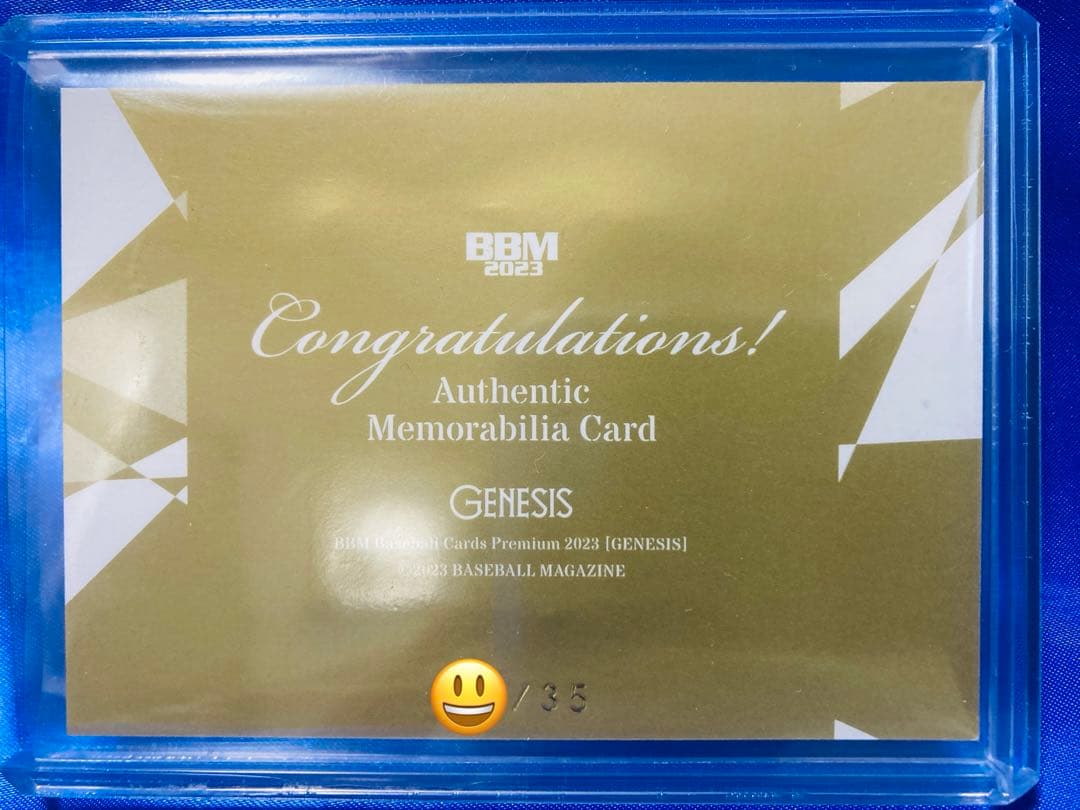 BBM
2023
Congratulations!
Authentic
Memorabilia Card
GENESIS
BBM Baseball Cards Premium 2023 [GENESIS]
©2023 BASEBALL MAGAZINE
/35